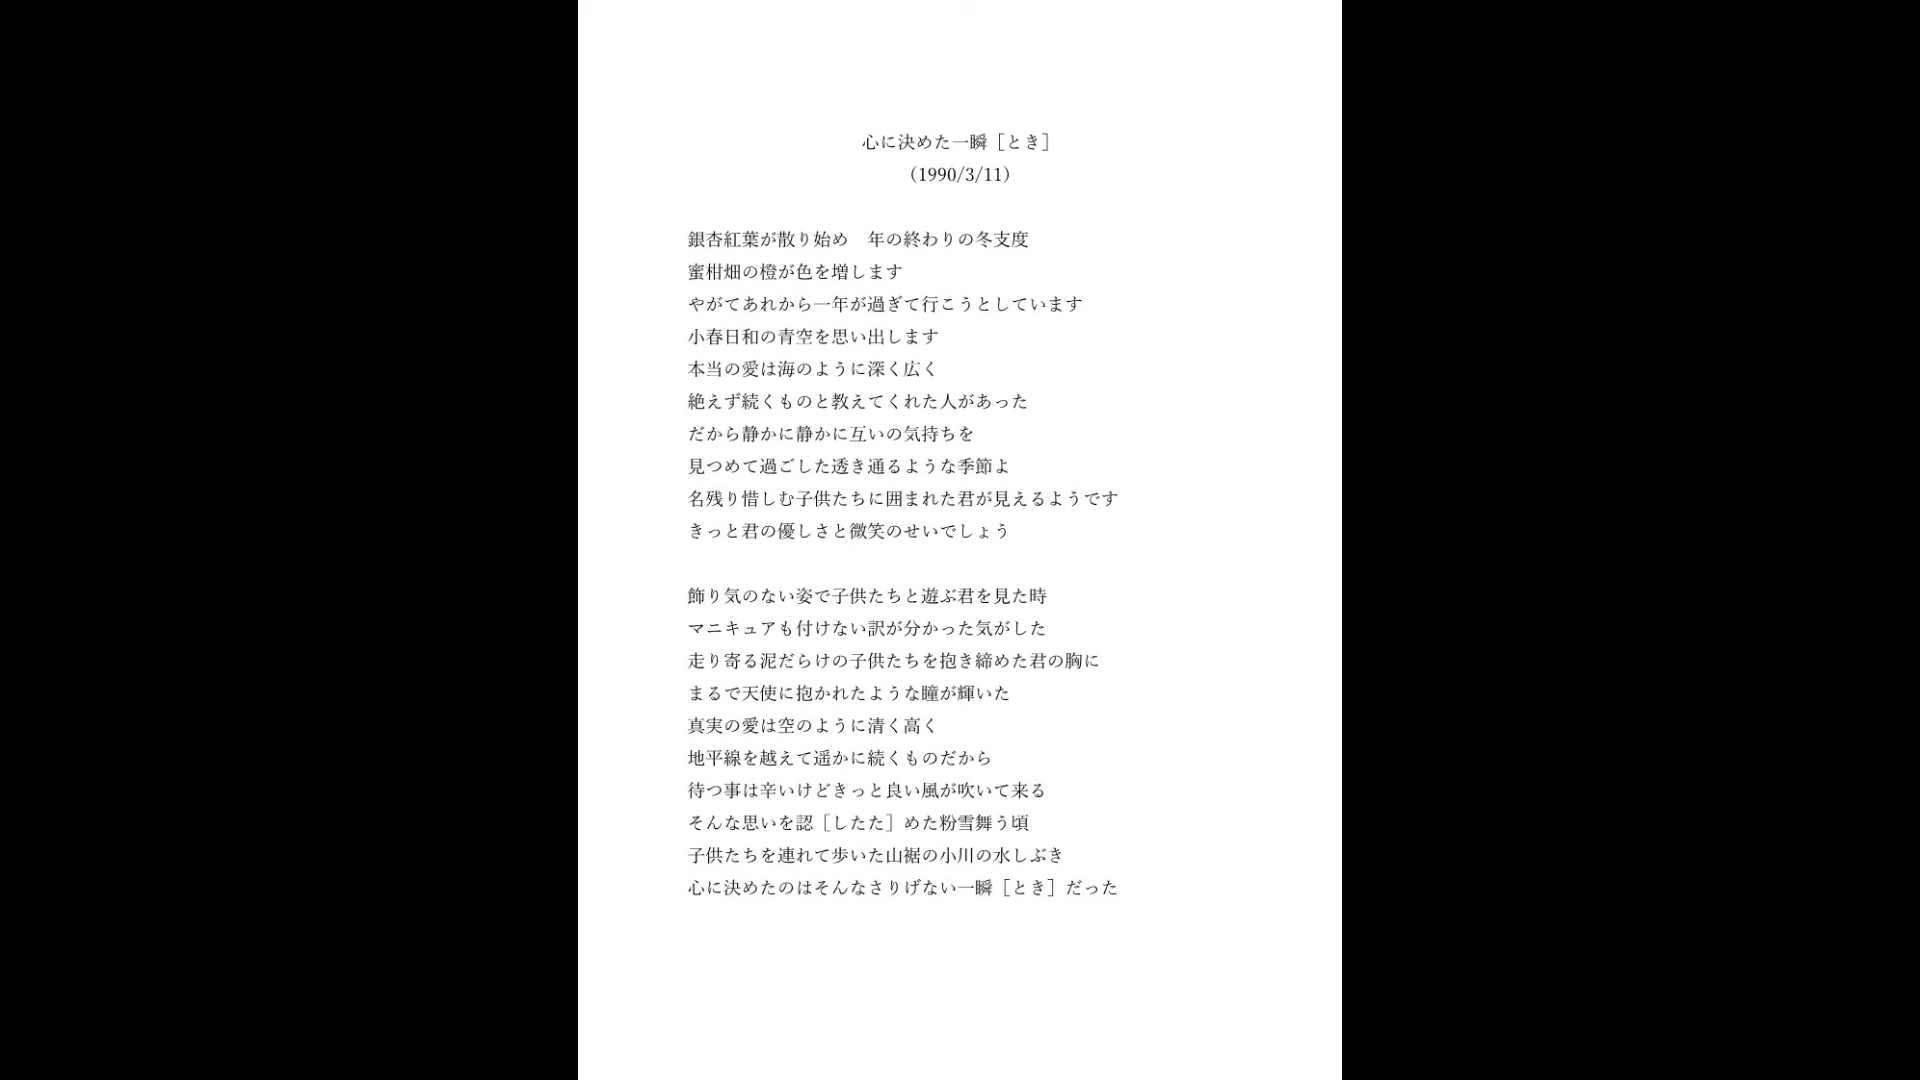 心に決めた一瞬［とき］
（1990/3/11）
銀杏紅葉が散り始め　年の終わりの冬支度
蜜柑畑の橙が色を増します
やがてあれから一年が過ぎて行こうとしています
小春日和の青空を思い出します
本当の愛は海のように深く広く
絶えず続くものと教えてくれた人があった
だから静かに静かに互いの気持ちを
見つめて過ごした透き通るような季節よ
名残り惜しむ子供たちに囲まれた君が見えるようです
きっと君の優しさと微笑のせいでしょう
飾り気のない姿で子供たちと遊ぶ君を見た時
マニキュアも付けない訳が分かった気がした
走り寄る泥だらけの子供たちを抱き締めた君の胸に
まるで天使に抱かれたような瞳が輝いた
真実の愛は空のように清く高く
地平線を越えて遥かに続くものだから
待つ事は辛いけどきっと良い風が吹いて来る
そんな思いを認［したた］めた粉雪舞う頃
子供たちを連れて歩いた山裾の小川の水しぶき
心に決めたのはそんなさりげない一瞬［とき］だった